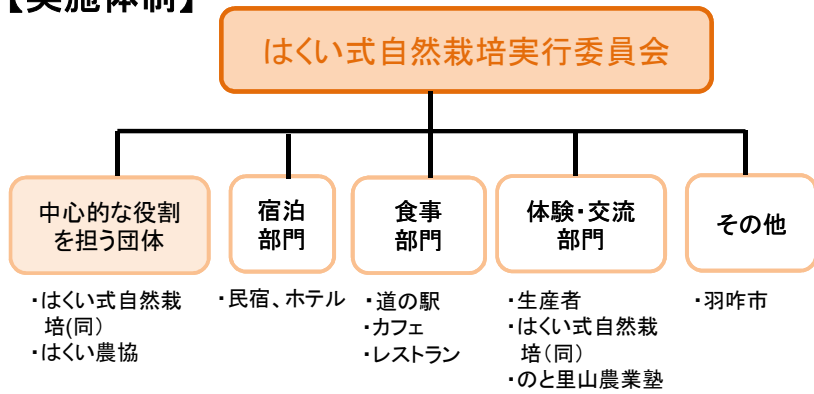 【実施体制】
はくい式自然栽培実行委員会
中心的な役割
を担う団体
宿泊
部門
食事
部門
体験・交流
部門
その他
・はくい式自然栽
培(同)
・はくい農協
・民宿、ホテル
・道の駅
・カフェ
・レストラン
・生産者
・はくい式自然栽
培(同)
・のと里山農業塾
・羽咋市